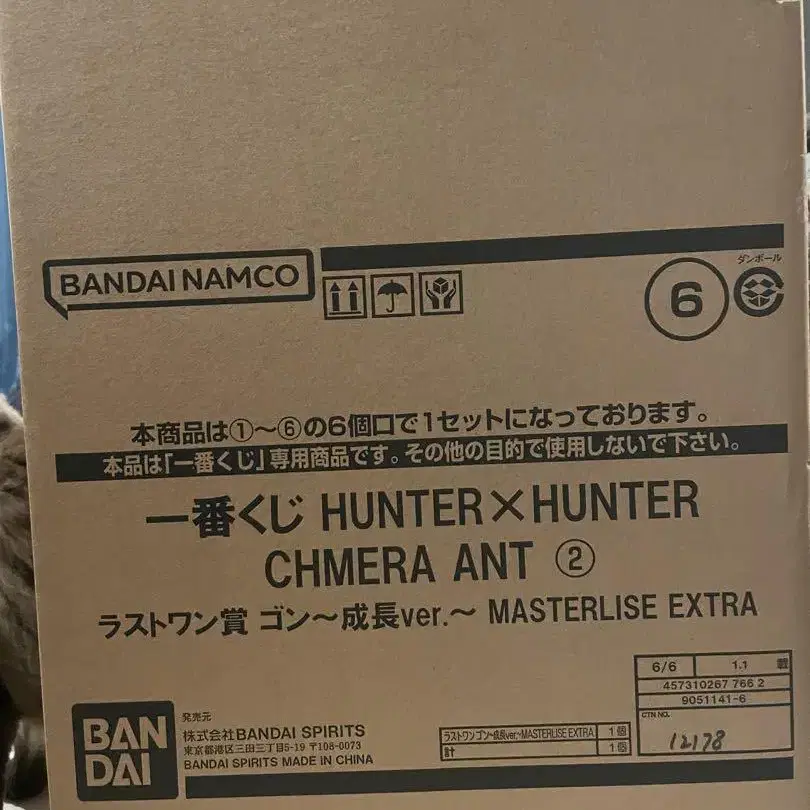 BANDAI NAMCO
6
ダンボール
本商品は①～⑥の6個口で1セットになっております。
本品は「一番くじ」専用商品です。その他の目的で使用しないで下さい。
一番くじ HUNTER×HUNTER
CHMERA ANT ②
ラストワン賞 ゴン～成長ver.～ MASTERLISE EXTRA
6/6 1.1
457310267 766 2
9051141-6
CTN NO.
12178
BAN
DAI
発売元
株式会社BANDAI SPIRITS
東京都港区三田三丁目5-19 〒108-0073
BANDAI SPIRITS MADE IN CHINA
ラストワン ゴン～成長ver.～MASTERLISE EXTRA 1個
計 1個